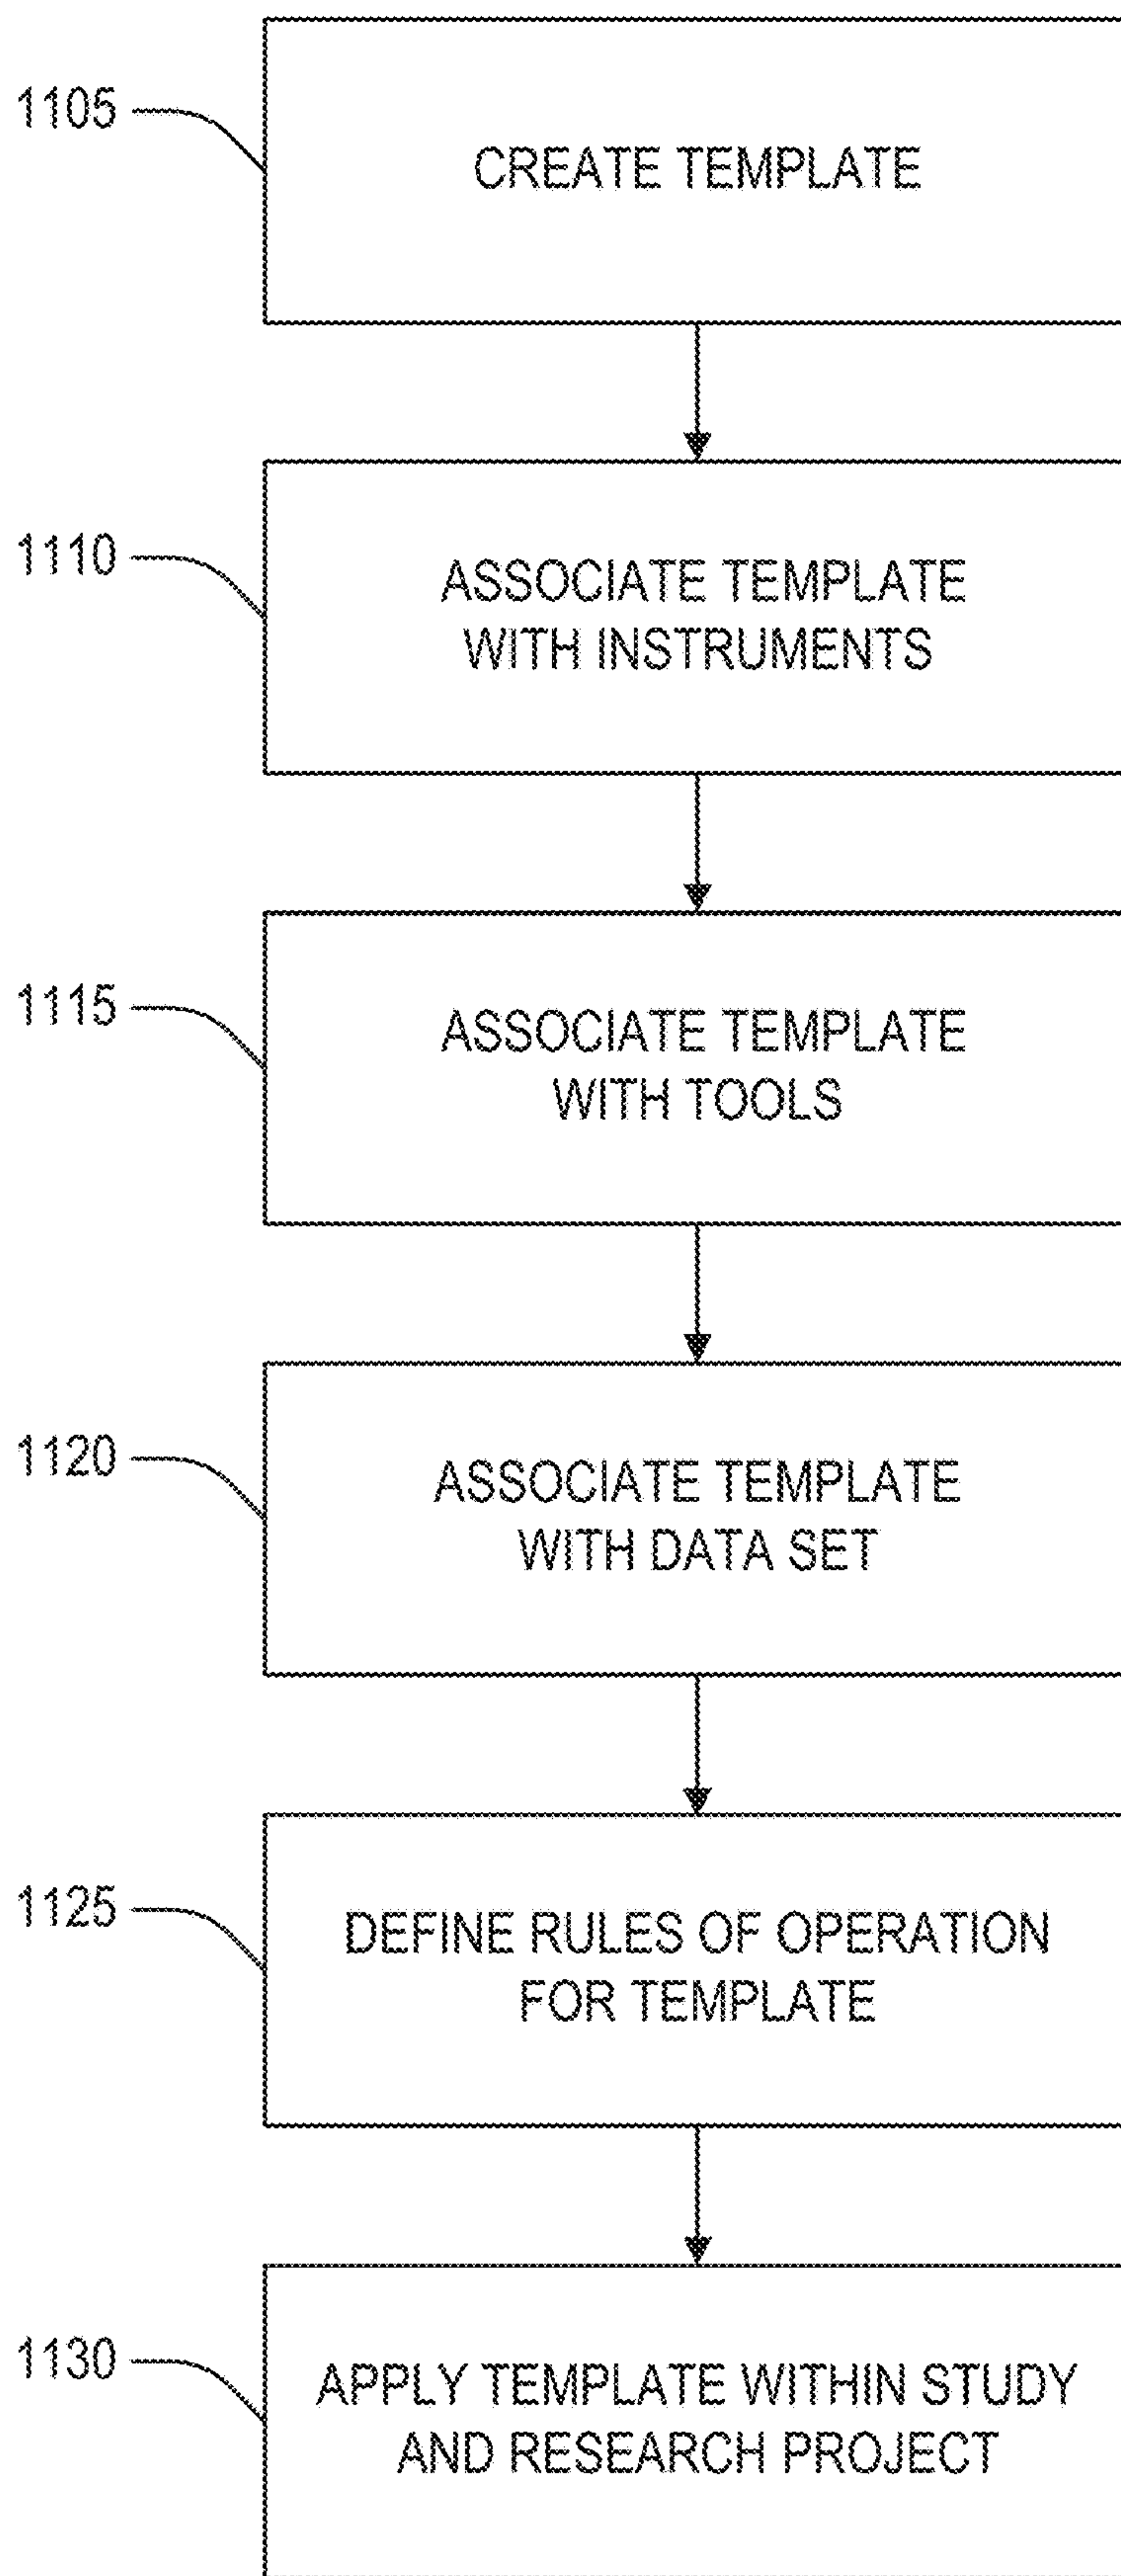 1105
CREATE TEMPLATE
1110
ASSOCIATE TEMPLATE
WITH INSTRUMENTS
1115
ASSOCIATE TEMPLATE
WITH TOOLS
1120
ASSOCIATE TEMPLATE
WITH DATA SET
1125
DEFINE RULES OF OPERATION
FOR TEMPLATE
1130
APPLY TEMPLATE WITHIN STUDY
AND RESEARCH PROJECT